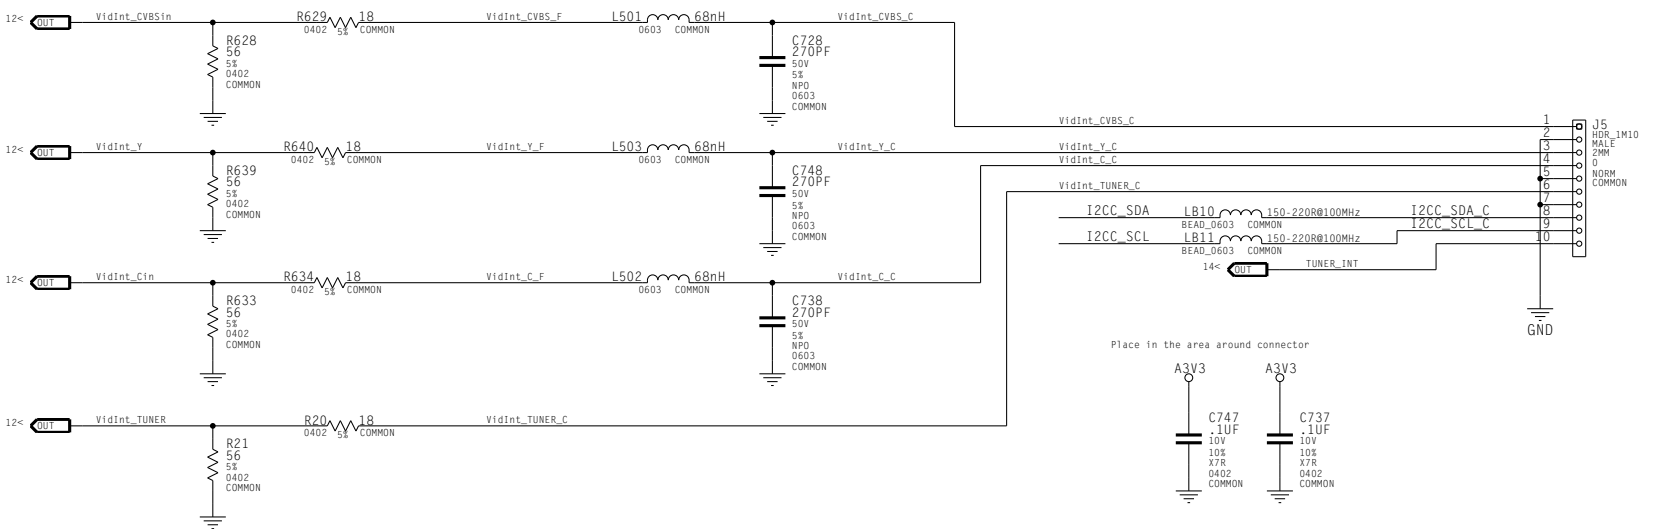 12< OUT VidInt_CVBSin R629 18 VidInt_CVBS_F L501 68nH VidInt_CVBS_C
0402 5% COMMON 0603 COMMON
R628
56
5%
0402
COMMON
C728
270PF
50V
5%
NPO
0603
COMMON
12< OUT VidInt_Y R640 18 VidInt_Y_F L503 68nH VidInt_Y_C
0402 5% COMMON 0603 COMMON
R639
56
5%
0402
COMMON
C748
270PF
50V
5%
NPO
0603
COMMON
12< OUT VidInt_Cin R634 18 VidInt_C_F L502 68nH VidInt_C_C
0402 5% COMMON 0603 COMMON
R633
56
5%
0402
COMMON
C738
270PF
50V
5%
NPO
0603
COMMON
12< OUT VidInt_TUNER R20 18 VidInt_TUNER_C
0402 5% COMMON
R21
56
5%
0402
COMMON
VidInt_CVBS_C 1
2
VidInt_Y_C 3
VidInt_C_C 4
5
VidInt_TUNER_C 6
7
I2CC_SDA LB10 150-220R@100MHz I2CC_SDA_C 8
BEAD_0603 COMMON
I2CC_SCL LB11 150-220R@100MHz I2CC_SCL_C 9
BEAD_0603 COMMON
14< OUT TUNER_INT 10
J5
HDR_1M10
MALE
2MM
0
NORM
COMMON
GND
Place in the area around connector
A3V3 A3V3
C747
.1UF
10V
10%
X7R
0402
COMMON
C737
.1UF
10V
10%
X7R
0402
COMMON